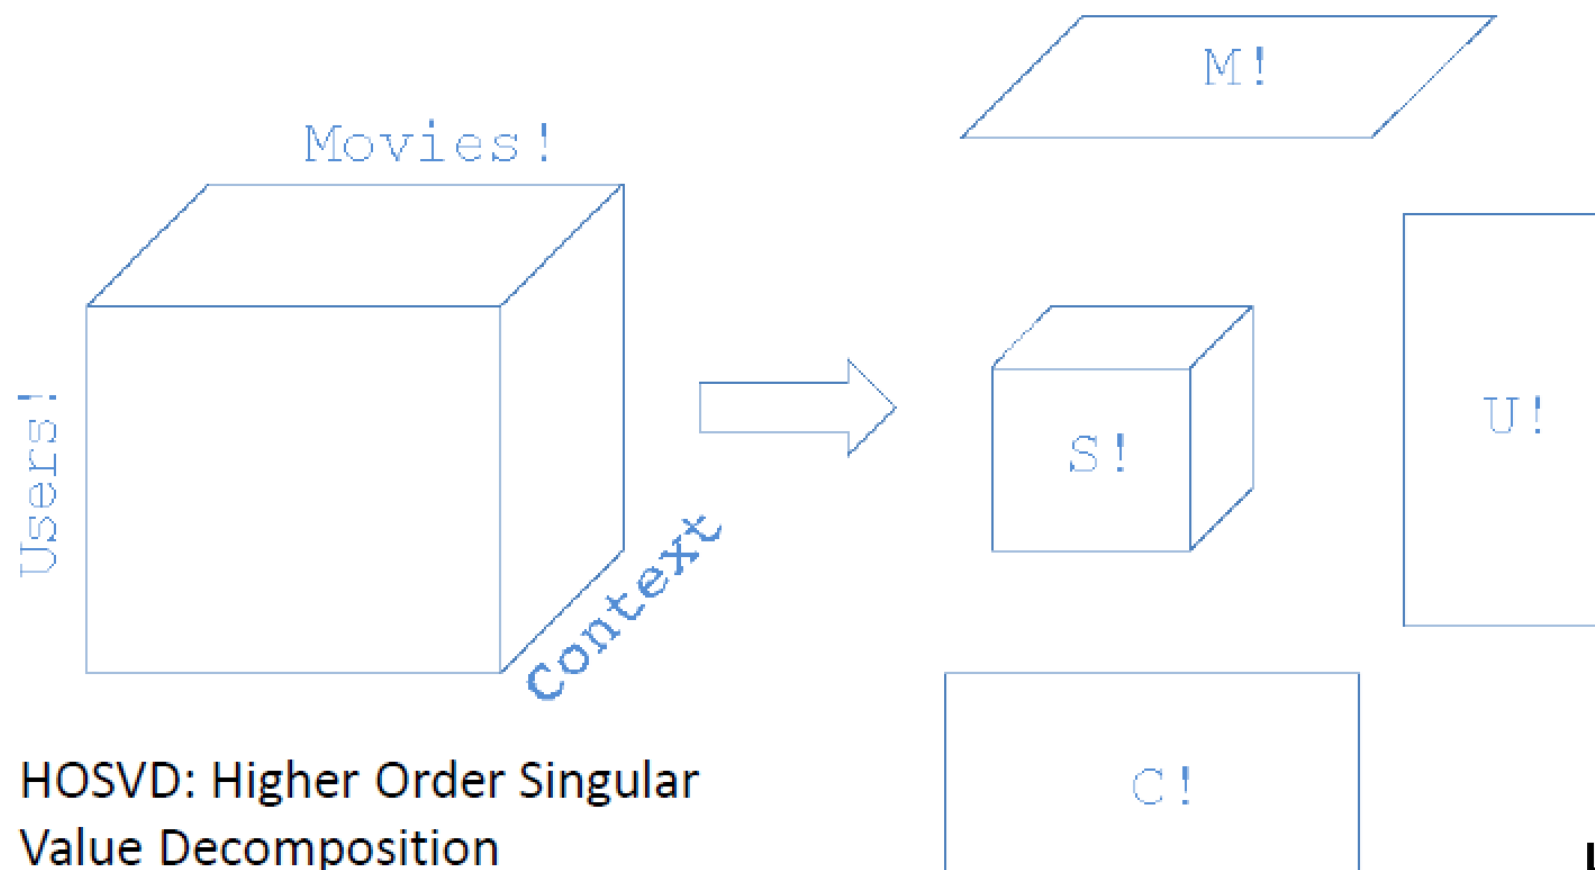 M!
Movies!
Users!
S!
U!
Context
C!
HOSVD: Higher Order Singular
Value Decomposition